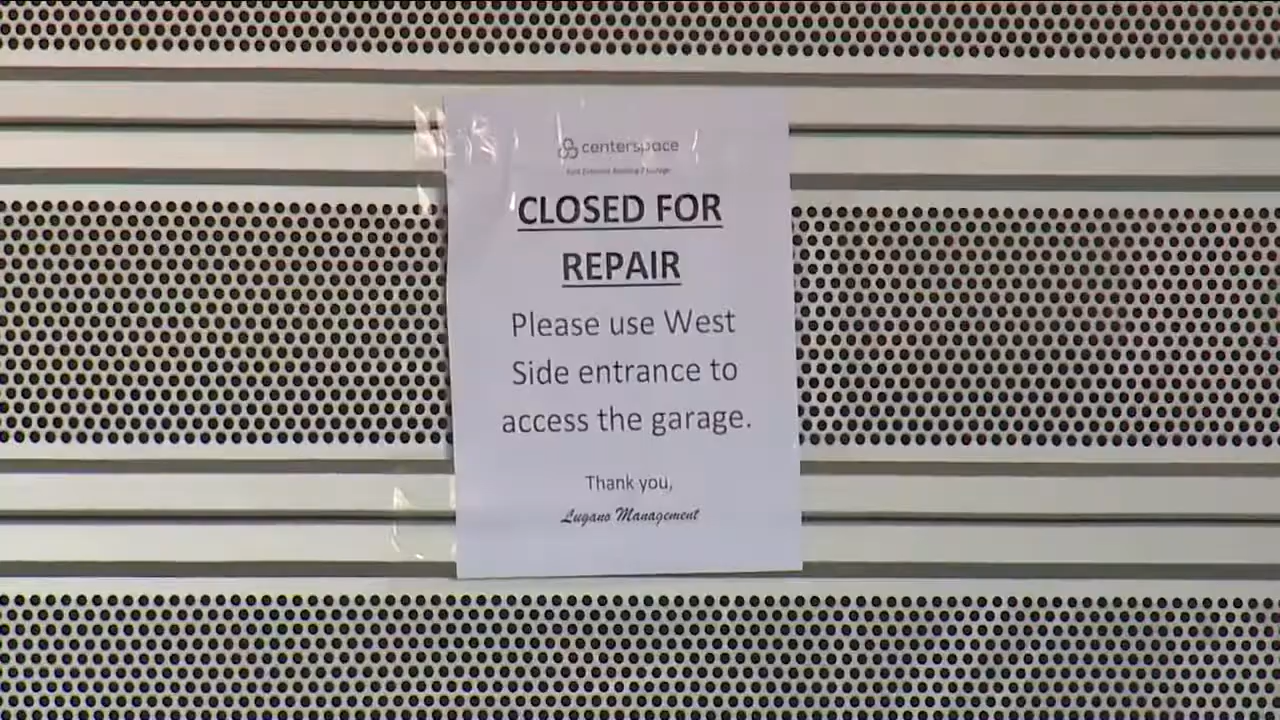 centerspace
CLOSED FOR
REPAIR
Please use West
Side entrance to
access the garage.
Thank you,
Lugano Management